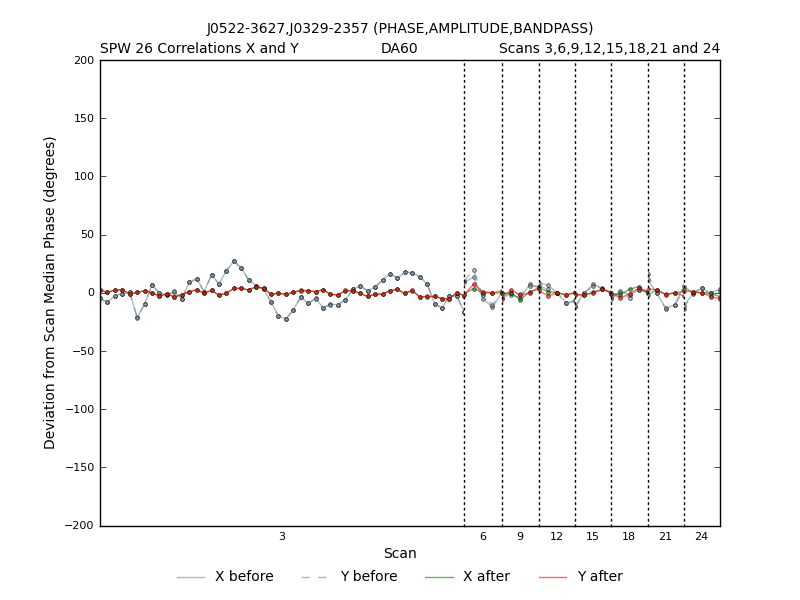 J0522-3627,J0329-2357 (PHASE,AMPLITUDE,BANDPASS)
SPW 26 Correlations X and Y DA60 Scans 3,6,9,12,15,18,21 and 24
200
150
100
50
0
−50
−100
−150
−200
Deviation from Scan Median Phase (degrees)
3 6 9 12 15 18 21 24
Scan
X before Y before X after Y after